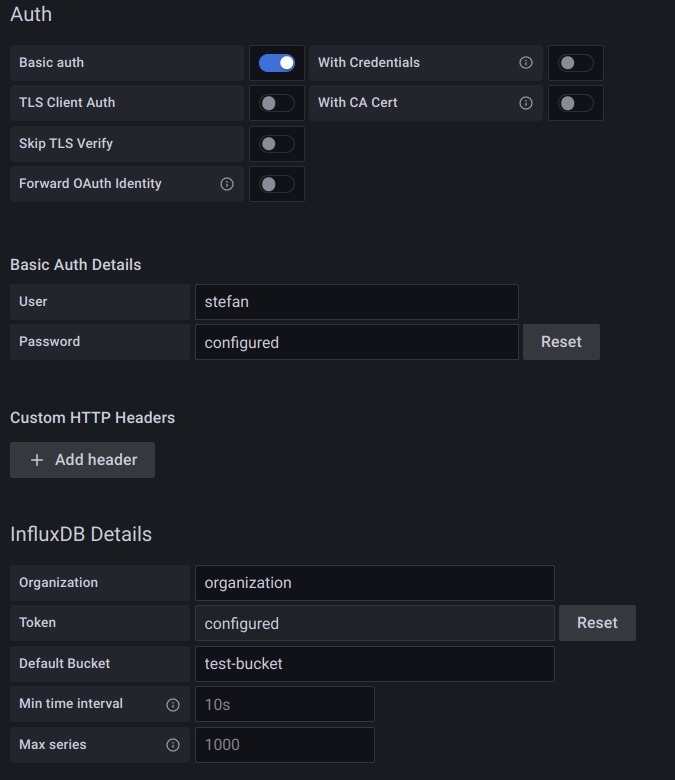 Auth
Basic auth With Credentials
TLS Client Auth With CA Cert
Skip TLS Verify
Forward OAuth Identity
Basic Auth Details
User stefan
Password configured Reset
Custom HTTP Headers
+ Add header
InfluxDB Details
Organization organization
Token configured Reset
Default Bucket test-bucket
Min time interval 10s
Max series 1000